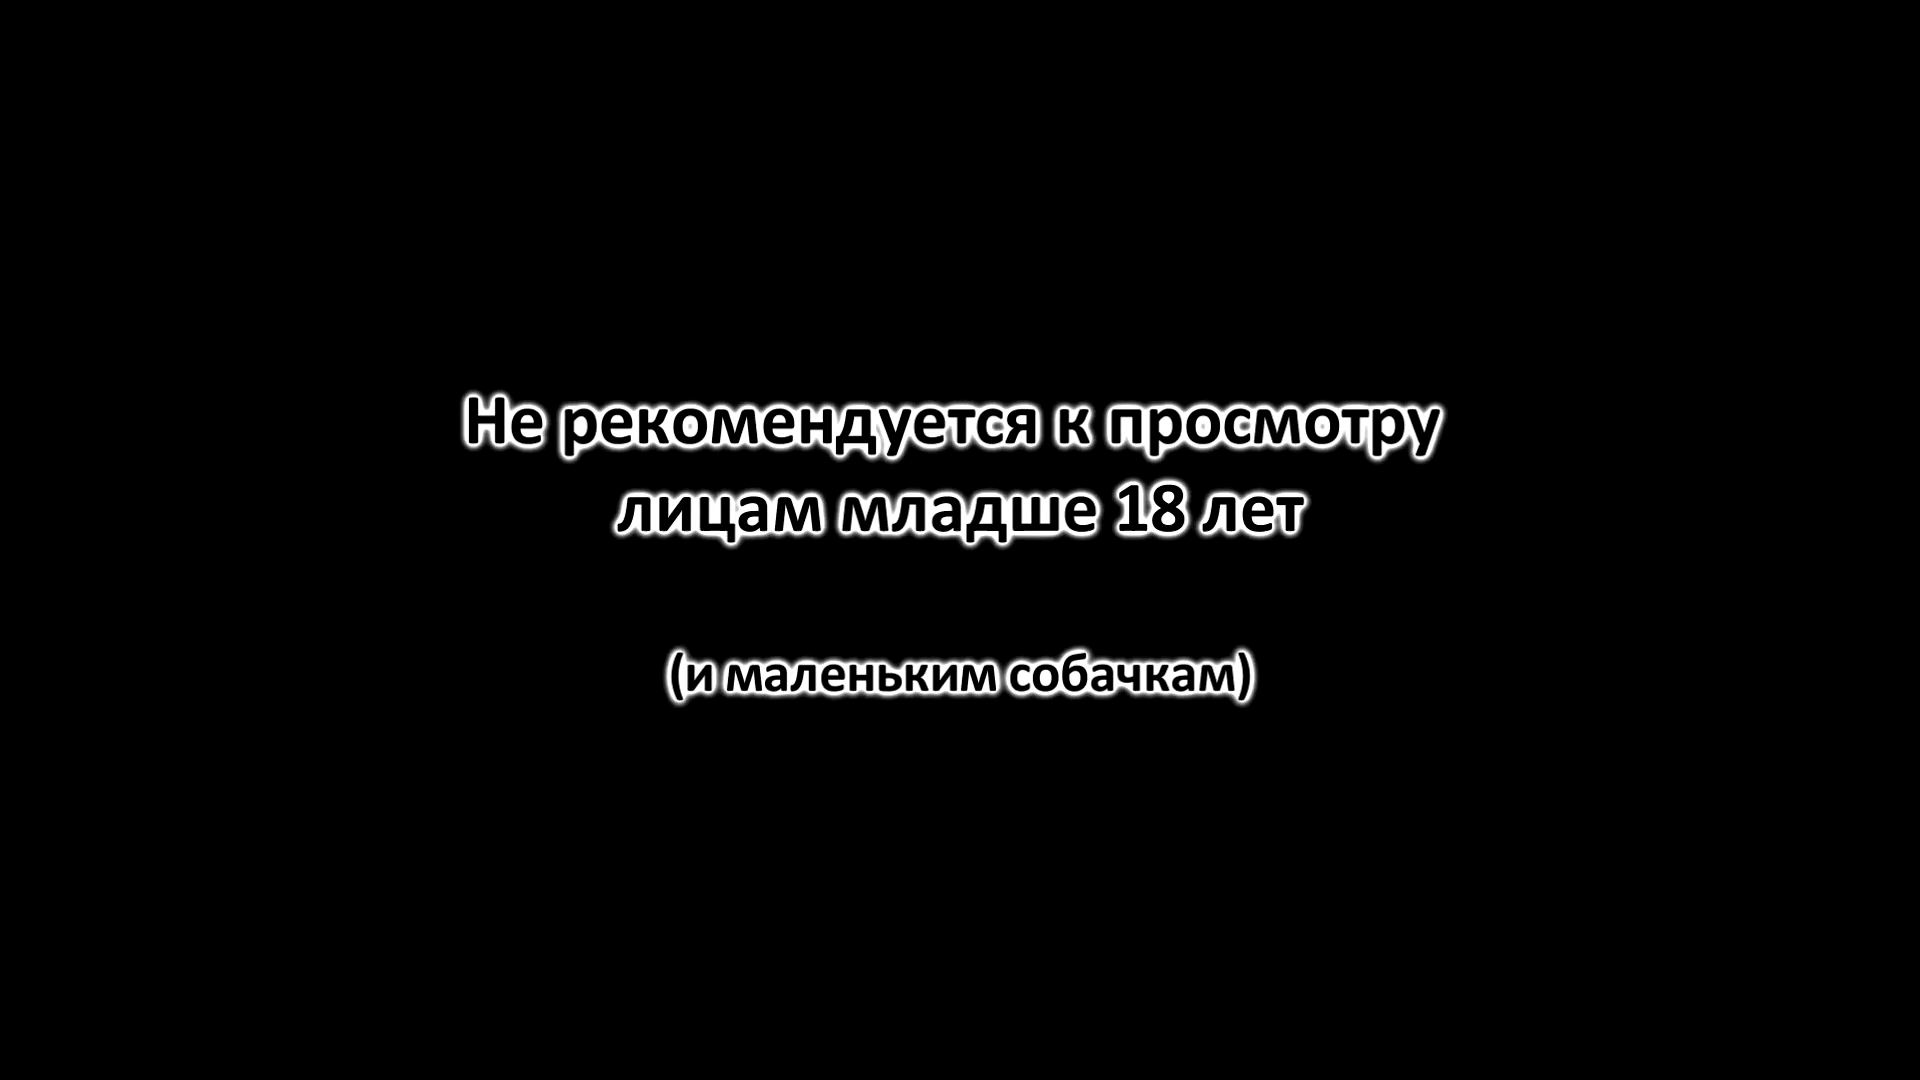 Не рекомендуется к просмотру
лицам младше 18 лет
(и маленьким собачкам)